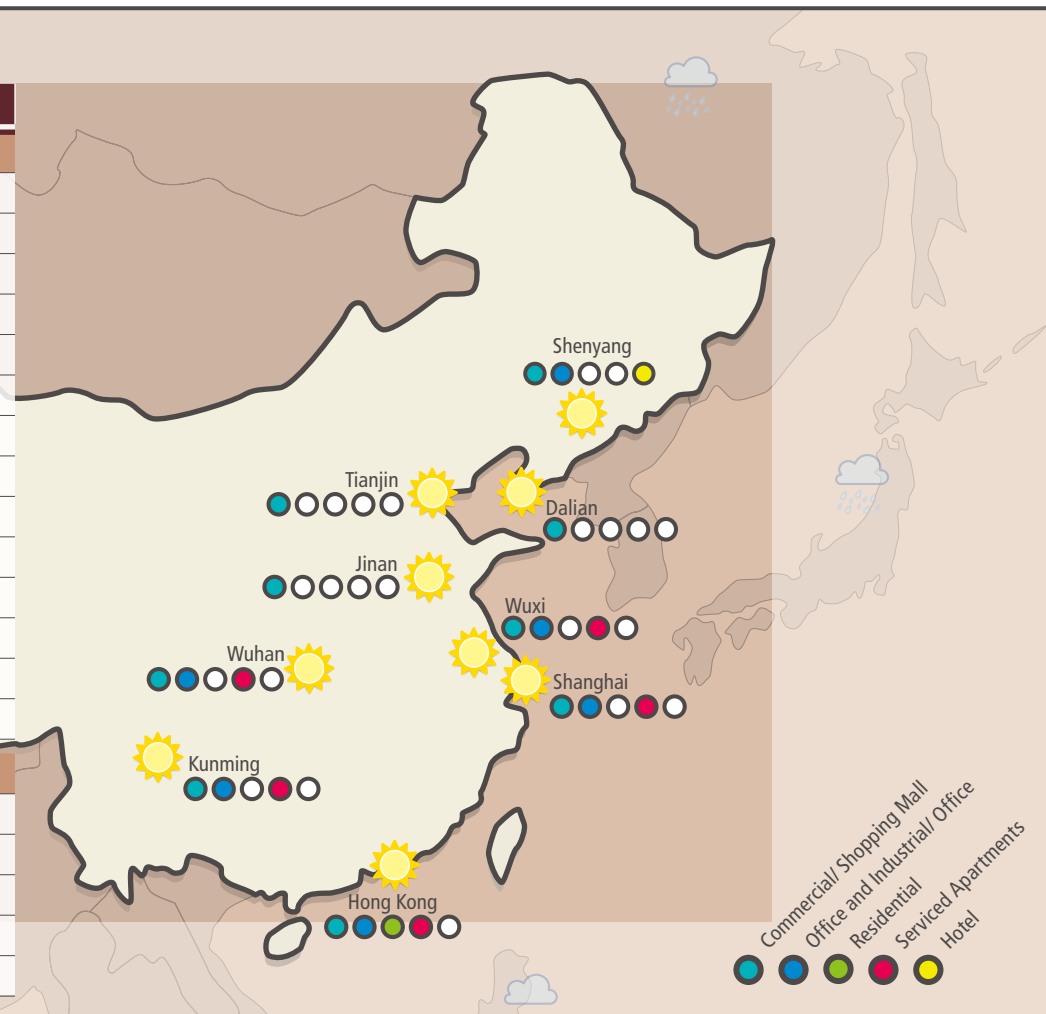 Shenyang
Tianjin
Dalian
Jinan
Wuxi
Wuhan
Shanghai
Kunming
Hong Kong
Commercial/ Shopping Mall
Office and Industrial/ Office
Residential
Serviced Apartments
Hotel